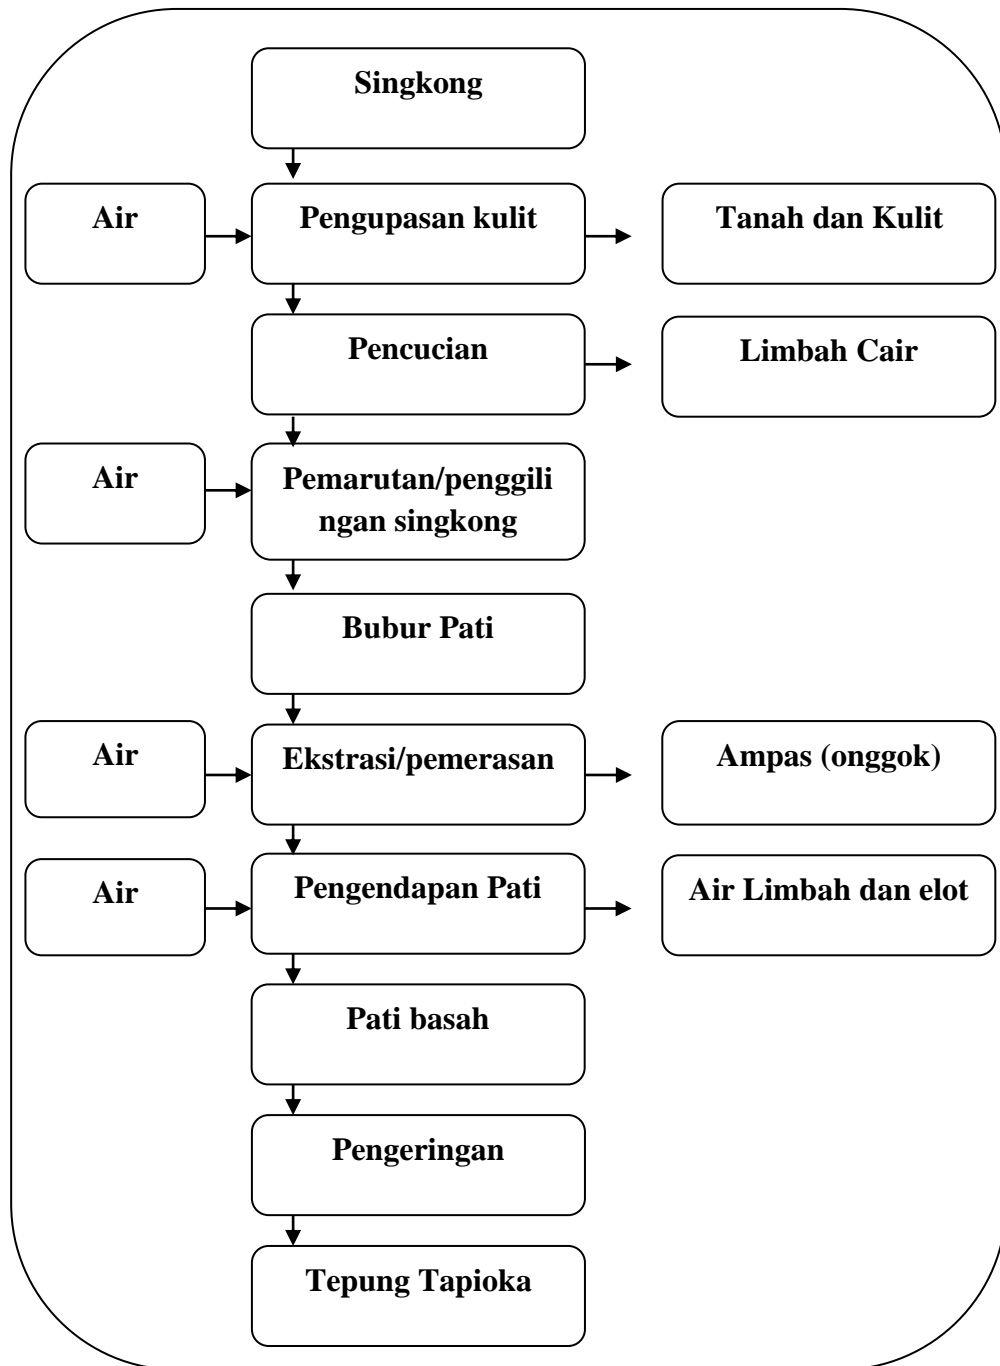 Singkong
Air
Pengupasan kulit
Tanah dan Kulit
Pencucian
Limbah Cair
Air
Pemarutan/penggili
ngan singkong
Bubur Pati
Air
Ekstrasi/pemerasan
Ampas (onggok)
Air
Pengendapan Pati
Air Limbah dan elot
Pati basah
Pengeringan
Tepung Tapioka